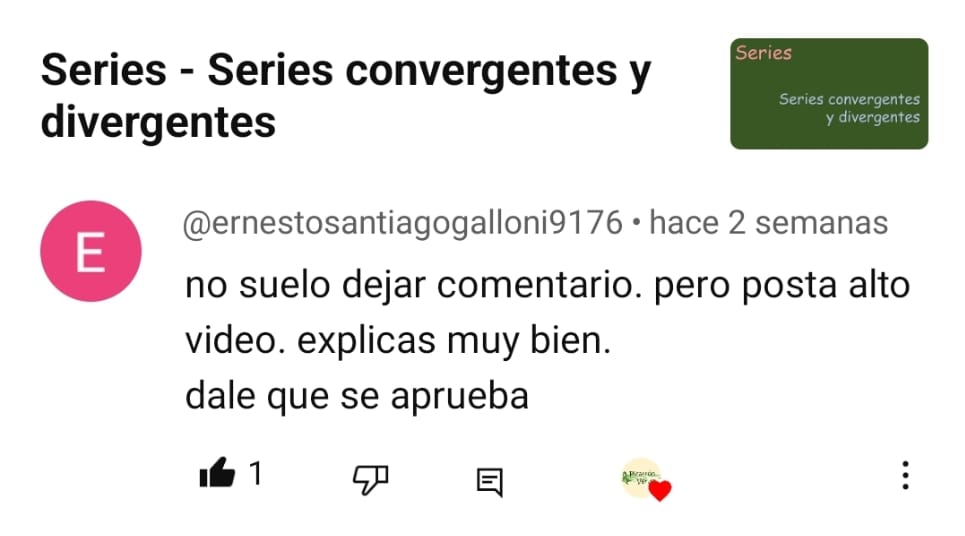 Series - Series convergentes y
divergentes
Series
Series convergentes
y divergentes
E
@ernestosantiagogalloni9176 • hace 2 semanas
no suelo dejar comentario. pero posta alto
video. explicas muy bien.
dale que se aprueba
1